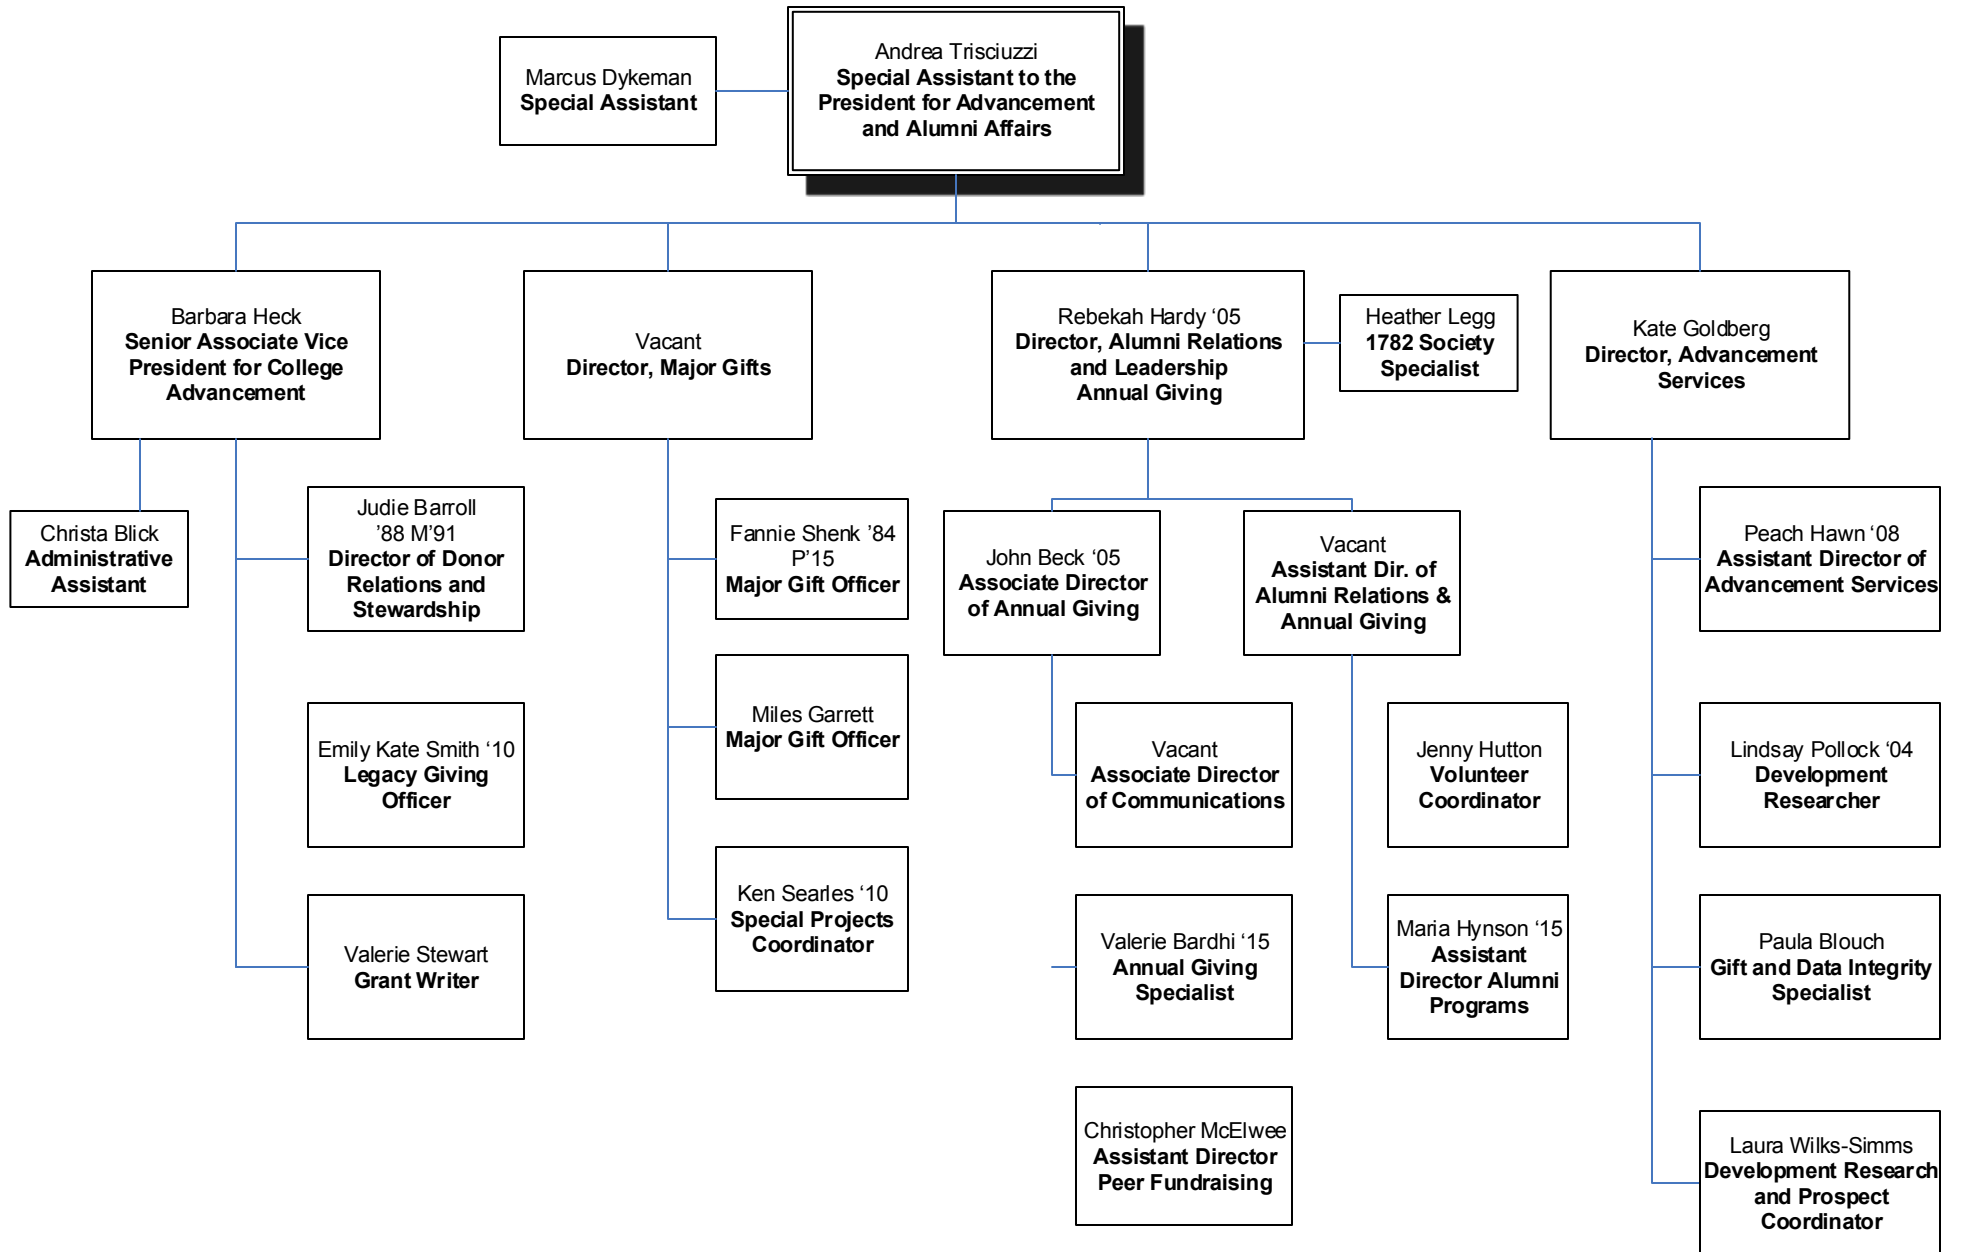 Marcus Dykeman
Special Assistant
Andrea Trisciuzzi
Special Assistant to the
President for Advancement
and Alumni Affairs
Barbara Heck
Senior Associate Vice
President for College
Advancement
Vacant
Director, Major Gifts
Rebekah Hardy ‘05
Director, Alumni Relations
and Leadership
Annual Giving
Heather Legg
1782 Society
Specialist
Kate Goldberg
Director, Advancement
Services
Christa Blick
Administrative
Assistant
Judie Barroll
’88 M’91
Director of Donor
Relations and
Stewardship
Emily Kate Smith ‘10
Legacy Giving
Officer
Valerie Stewart
Grant Writer
Fannie Shenk ’84
P’15
Major Gift Officer
Miles Garrett
Major Gift Officer
Ken Searles ‘10
Special Projects
Coordinator
John Beck ‘05
Associate Director
of Annual Giving
Vacant
Associate Director
of Communications
Valerie Bardhi ‘15
Annual Giving
Specialist
Christopher McElwee
Assistant Director
Peer Fundraising
Vacant
Assistant Dir. of
Alumni Relations &
Annual Giving
Jenny Hutton
Volunteer
Coordinator
Maria Hynson ‘15
Assistant
Director Alumni
Programs
Peach Hawn ‘08
Assistant Director of
Advancement Services
Lindsay Pollock ‘04
Development
Researcher
Paula Blouch
Gift and Data Integrity
Specialist
Laura Wilks-Simms
Development Research
and Prospect
Coordinator